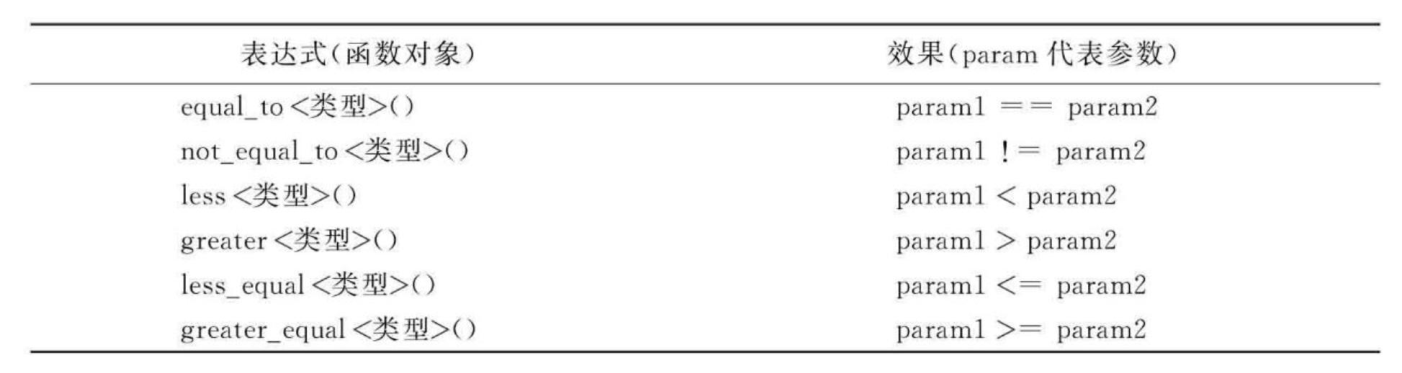 表达式(函数对象) 效果(param 代表参数)
equal_to<类型>() param1 == param2
not_equal_to<类型>() param1 != param2
less<类型>() param1 < param2
greater<类型>() param1 > param2
less_equal<类型>() param1 <= param2
greater_equal<类型>() param1 >= param2